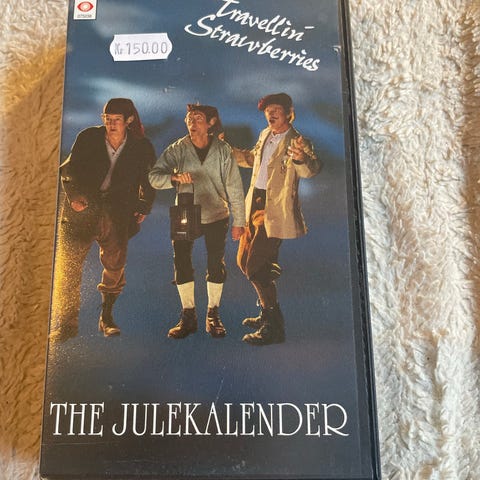 Travellin'
Strawberries
Kr 150.00
THE JULEKALENDER